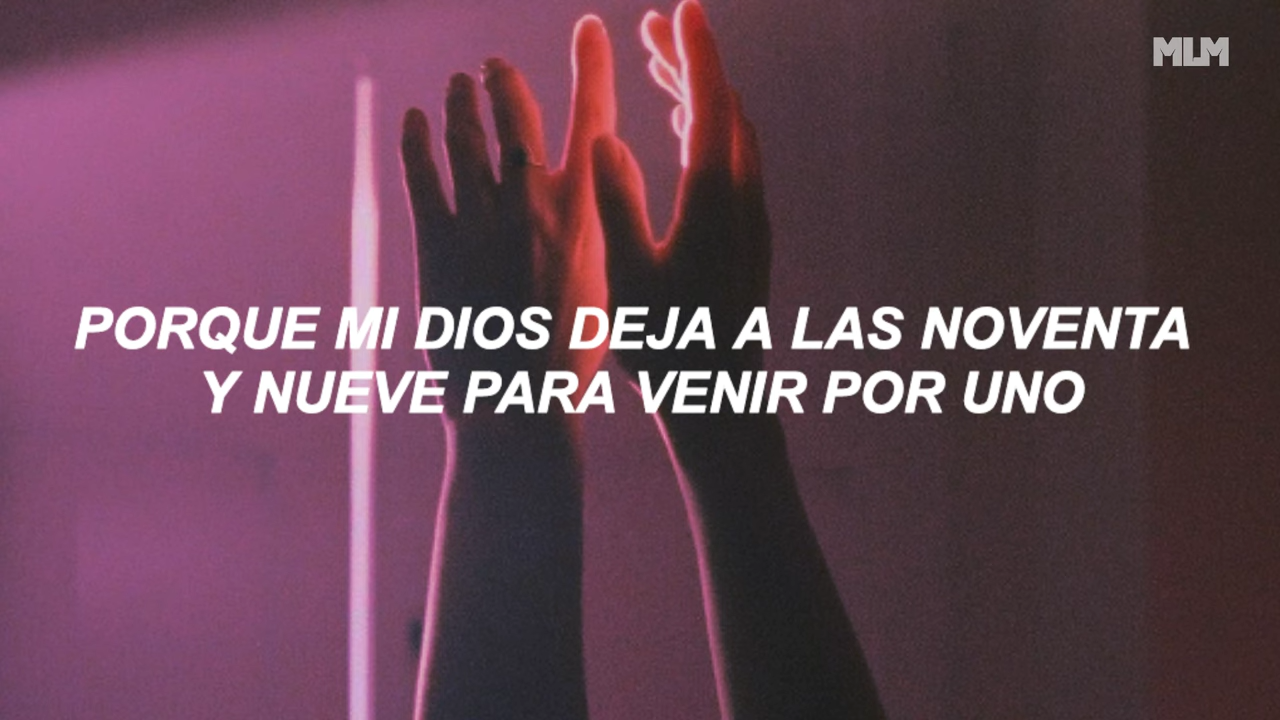 MLM
PORQUE MI DIOS DEJA A LAS NOVENTA
Y NUEVE PARA VENIR POR UNO